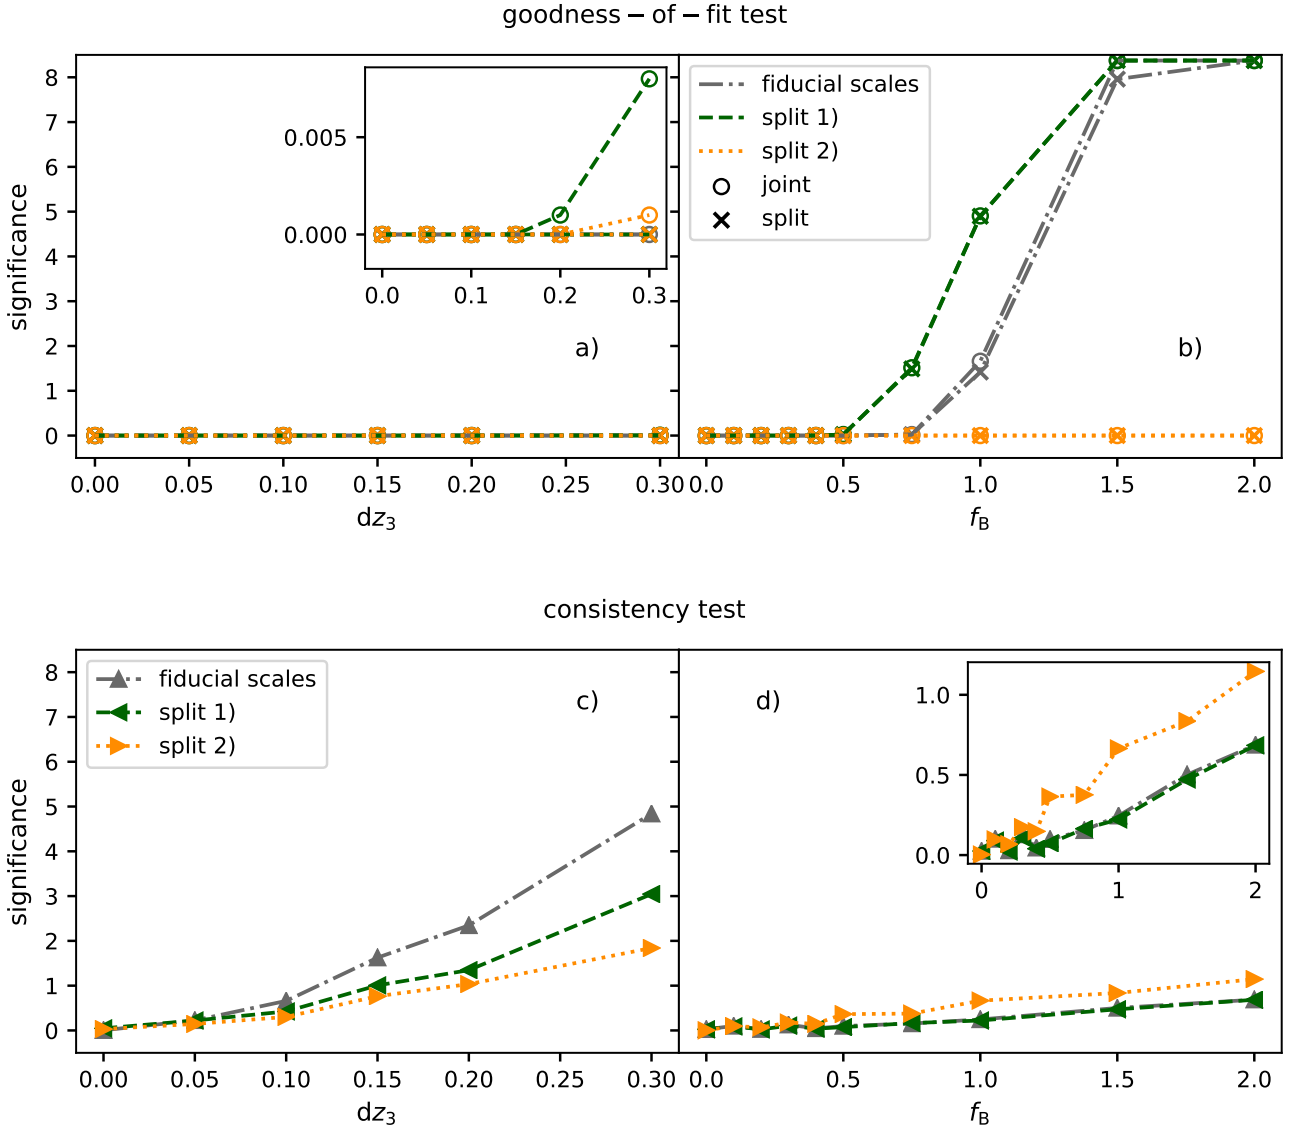 goodness − of − fit test
significance
8
7
6
5
4
3
2
1
0
0.005
0.000
0.0 0.1 0.2 0.3
a)
0.00 0.05 0.10 0.15 0.20 0.25 0.30
dz3
fiducial scales
split 1)
split 2)
joint
split
b)
0.0 0.5 1.0 1.5 2.0
fB
consistency test
significance
8
7
6
5
4
3
2
1
0
fiducial scales
split 1)
split 2)
c)
0.00 0.05 0.10 0.15 0.20 0.25 0.30
dz3
d)
1.0
0.5
0.0
0 1 2
0.0 0.5 1.0 1.5 2.0
fB